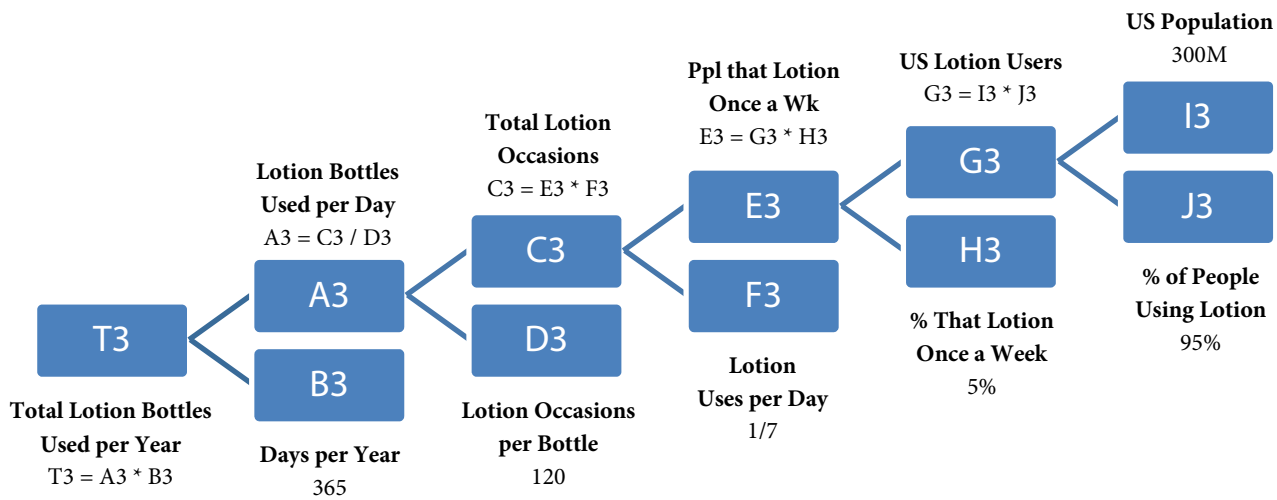 US Population
300M
I3
J3
% of People
Using Lotion
95%
US Lotion Users
G3 = I3 * J3
G3
H3
% That Lotion
Once a Week
5%
Ppl that Lotion
Once a Wk
E3 = G3 * H3
E3
F3
Lotion
Uses per Day
1/7
Total Lotion
Occasions
C3 = E3 * F3
C3
D3
Lotion Occasions
per Bottle
120
Lotion Bottles
Used per Day
A3 = C3 / D3
A3
B3
Days per Year
365
T3
Total Lotion Bottles
Used per Year
T3 = A3 * B3